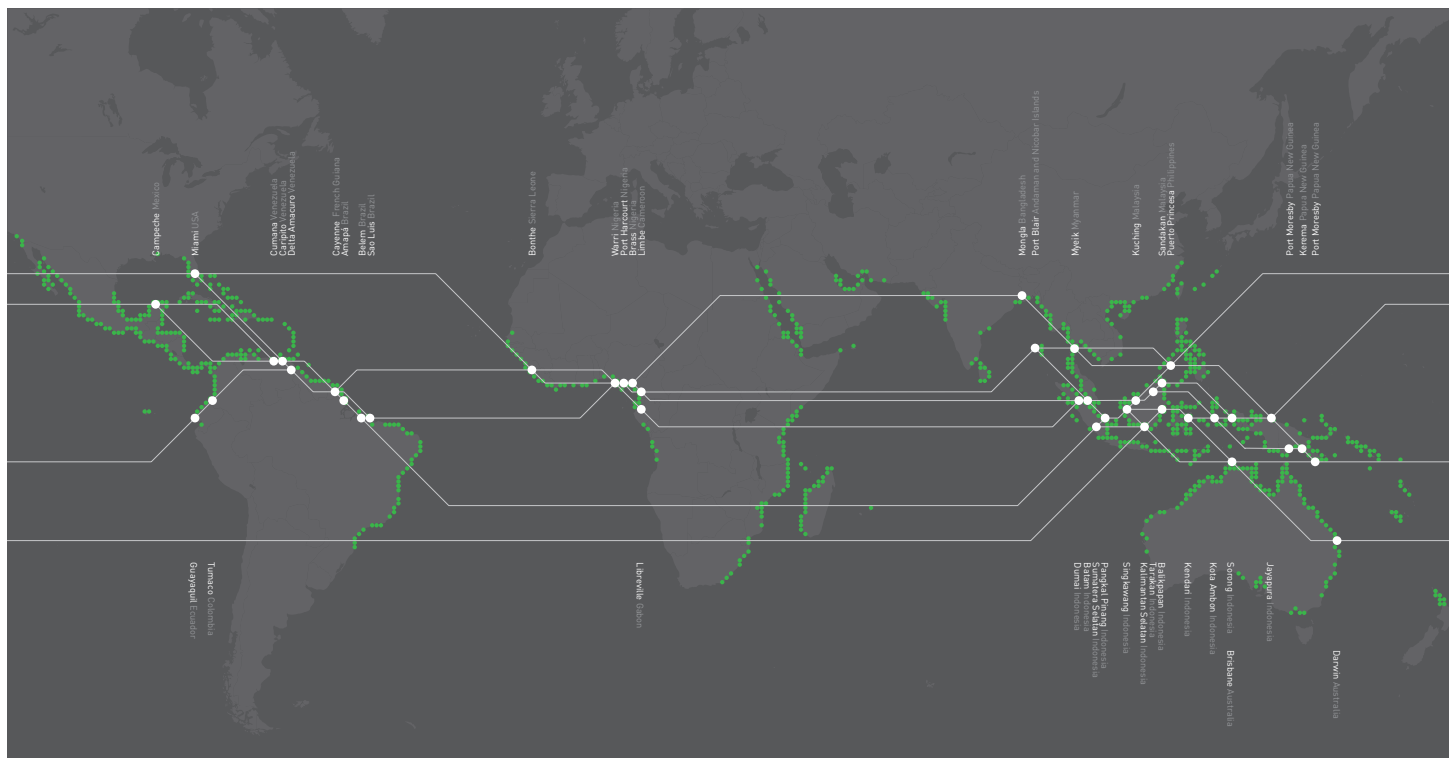 Campeche Mexico
Miami USA
Cumana Venezuela
Caripito Venezuela
Delta Amacuro Venezuela
Cayenne French Guiana
Amapá Brazil
Belem Brazil
Sao Luis Brazil
Bonthe Sierra Leone
Warri Nigeria
Port Harcourt Nigeria
Brass Nigeria
Limbe Cameroon
Mongla Bangladesh
Port Blair Andaman and Nicobar Islands
Myeik Myanmar
Kuching Malaysia
Sandakan Malaysia
Puerto Princesa Philippines
Port Moresby Papua New Guinea
Kerema Papua New Guinea
Port Moresby Papua New Guinea
Guayaquil Ecuador
Tumaco Colombia
Libreville Gabon
Dumai Indonesia
Batam Indonesia
Sumatera Selatan Indonesia
Pangkal Pinang Indonesia
Singkawang Indonesia
Kalimantan Selatan Indonesia
Tarakan Indonesia
Balikpapan Indonesia
Kendari Indonesia
Kota Ambon Indonesia
Sorong Indonesia
Brisbane Australia
Jayapura Indonesia
Darwin Australia